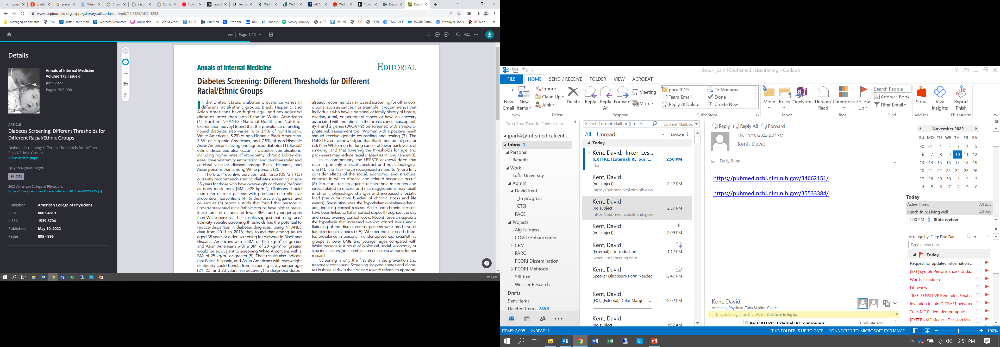 sympl
Shutte
places
Where
Artwo
Best o
Some
Fishin
Lisa E
Tennis
Wall A
Wall A
All Art
Wall D
15 Of
Diabe
Diabe
www-acpjournals-org.ezproxy.library.tufts.edu/doi/epdf/10.7326/M22-1235
Managed bookmarks EVA Tufts Health Plan Wellness Resources YouDecide World Clock HHSL PubMed Dropbox Box Doodle Survey Monkey eIRB HS IRB PCE RCRI TMC PACE PCORI Portal Employee Tools REDCap »
PDF Page 1 / 2
Details
Annals of Internal Medicine
Volume 175, Issue 6
June 2022
Pages 765-908
ARTICLE
Diabetes Screening: Different Thresholds for
Different Racial/Ethnic Groups
Diabetes Screening: Different Thresholds for Different
Racial/Ethnic Groups
View article page
Quyen Ngo-Metzger
CITE
2022 American College of Physicians
https://doi-org.ezproxy.library.tufts.edu/10.7326/M22-1235
Publisher American College of Physicians
ISSN 0003-4819
eISSN 1539-3704
Published May 10, 2022
Pages 895 - 896
Annals of Internal Medicine
EDITORIAL
Diabetes Screening: Different Thresholds for Different
Racial/Ethnic Groups
In the United States, diabetes prevalence varies in
different racial/ethnic groups. Black, Hispanic, and
Asian Americans have higher age- and sex-adjusted
diabetes rates than non-Hispanic White Americans
(1). Further, NHANES (National Health and Nutrition
Examination Survey) found that the prevalence of undiag-
nosed diabetes also varies, with 3.9% of non-Hispanic
White Americans, 5.2% of non-Hispanic Black Americans,
7.5% of Hispanic Americans, and 7.5% of non-Hispanic
Asian Americans having undiagnosed diabetes (1). Racial/
ethnic disparities also occur in diabetes complications,
including higher rates of retinopathy, chronic kidney dis-
ease, lower-extremity amputation, and cardiovascular and
cerebral vascular disease among Black, Hispanic, and
Asian persons than among White persons (2).
The U.S. Preventive Services Task Force (USPSTF) (3)
currently recommends starting diabetes screening at age
35 years for those who have overweight or obesity (defined
as body mass index [BMI] ≥25 kg/m2). Clinicians should
then offer or refer patients with prediabetes to effective
preventive interventions (4). In their article, Aggarwal and
colleagues (5) report a study that found that persons in
underrepresented racial/ethnic groups have higher preva-
lence rates of diabetes at lower BMIs and younger ages
than White persons. Their results suggest that using race/
ethnicity-specific screening thresholds has the potential to
reduce disparities in diabetes diagnosis. Using NHANES
data from 2011 to 2018, they found that among adults
aged 35 years or older, screening for diabetes in Black and
Hispanic Americans with a BMI of 18.5 kg/m2 or greater
and Asian Americans with a BMI of 20 kg/m2 or greater
would be equivalent to screening White Americans with a
BMI of 25 kg/m2 or greater (5). Their results also indicate
that Black, Hispanic, and Asian Americans with overweight
or obesity could benefit from screening at a younger age
(21, 25, and 23 years, respectively) to diagnose diabe-
already recommends risk-based screening for other con-
ditions, such as cancer. For example, it recommends that
individuals who have a personal or family history of breast,
ovarian, tubal, or peritoneal cancer or have an ancestry
associated with mutations in the breast cancer susceptibil-
ity 1 and 2 genes (BRCA1/2) be screened with an appro-
priate risk assessment tool. Women with a positive result
should receive genetic counseling and testing (3). The
USPSTF also acknowledged that Black men are at greater
risk than White men for lung cancer at lower pack-years of
smoking, and that lowering the thresholds for age and
pack-years may reduce racial disparities in lung cancer (3).
In its commentary, the USPSTF acknowledged that
race is primarily a social construct and not a biological
one (6). The Task Force recognized a need to "more fully
consider effects of the social, economic, and structural
contexts in which disease and related sequelae occur"
(6). Structural racism against racial/ethnic minorities and
stress related to macro- and microaggressions may result
in chronic physiologic changes and increased allostatic
load (the cumulative burden of chronic stress and life
events). Stress stimulates the hypothalamic-pituitary-adrenal
axis, inducing cortisol release. Acute and chronic stressors
have been linked to flatter cortisol slopes throughout the day
and raised evening cortisol levels. Recent research supports
the hypothesis that increased evening cortisol levels and a
flattening of the diurnal cortisol patterns were predictive of
future incident diabetes (7-9). Whether the increased diabe-
tes prevalence in persons in underrepresented racial/ethnic
groups at lower BMIs and younger ages compared with
White persons is a result of biological, social, economic, or
structural factors (or a combination of factors) warrants further
research.
Screening is only the first step in the prevention and
treatment continuum. Screening for prediabetes and diabe-
tes in those at risk is the first step toward referral to appropri-
2:51 PM
Inbox - jpark4@tuftsmedicalcenter.org - Outlook
FILE HOME SEND / RECEIVE FOLDER VIEW ACROBAT
New Email
New Items
New
Ignore
Clean Up
Junk
Delete
Delete
Reply
Reply All
Forward
Meeting
More
Respond
pace2019
Team Email
Reply & Delete
To Manager
Done
Create New
Quick Steps
Move
Rules
OneNote
Move
Unread/ Read
Categorize
Follow Up
Tags
Search People
Address Book
Filter Email
Find
Store
Add-ins
Viva Insights
Report Phish
PhishAlarm
Drag Your Favorite Folders Here
jpark4@tuftsmedicalcent...
Inbox 1
Personal
Benefits
Work
Tufts University
Admin
David Kent
_In progress
CTSI
PACE
Projects
Alg Fairness
COVID Enhancement
CPM
PARC
PCORI Dissemination
PCORI Methods
SBI trial
Wessler Research
Drafts
Sent Items
Deleted Items 2458
Search Current Mailbox (Ctrl+E) Current Mailbox
All Unread Newest
Today
Kent, David; Inker, Les...
[EXT] RE: [External] RE: our r... 2:50 PM
thx
Kent, David
(no subject) 2:42 PM
https://pubmed.ncbi.nlm.nih.gov/
Kent, David
(no subject) 2:37 PM
https://pubmed.ncbi.nlm.nih.gov/
Kent, David
(no subject) 2:09 PM
Kent, David
[External] e-introduction 1:12 PM
when am i meeting with
Kent, David
Speaker Disclosure Form Needed 12:47 PM
Kent, David
[EXT] [External] Duke-Margolis ... 12:02 PM
Kent, David
(no subject) 11:52 AM
Reply Reply All Forward
Thu 11/10/2022 2:37 PM
Kent, David
To Park, Jinny
https://pubmed.ncbi.nlm.nih.gov/34662151/
https://pubmed.ncbi.nlm.nih.gov/35533384/
Kent, David
Attending Physician Tufts Medical Center
Unable to log in to: SharePoint. Click here to log in.
Re: [EXT] RE: [External] RE: our rounds 1 minute ago
November 2022
SU MO TU WE TH FR SA
30 31 1 2 3 4 5
6 7 8 9 10 11 12
13 14 15 16 17 18 19
20 21 22 23 24 25 26
27 28 29 30 1 2 3
4 5 6 7 8 9 10
Today
Active Items All day
Punch-in & Living well All day
2:00 PM Slide review
Arrange by: Flag: Due Date Later
Type a new task
Today
Request for updated information ...
[EXT] symplr Performance - Upda...
Wards schedule?
Lit review
TIME-SENSITIVE Reminder: Final r...
Invitation to join C-CRAFT network
Tufts MC Patient demographics
[EXTERNAL] Medical Decision Ma...
ITEMS: 2,095 UNREAD: 1
THIS FOLDER IS UP TO DATE. CONNECTED TO: MICROSOFT EXCHANGE 100%
2:51 PM